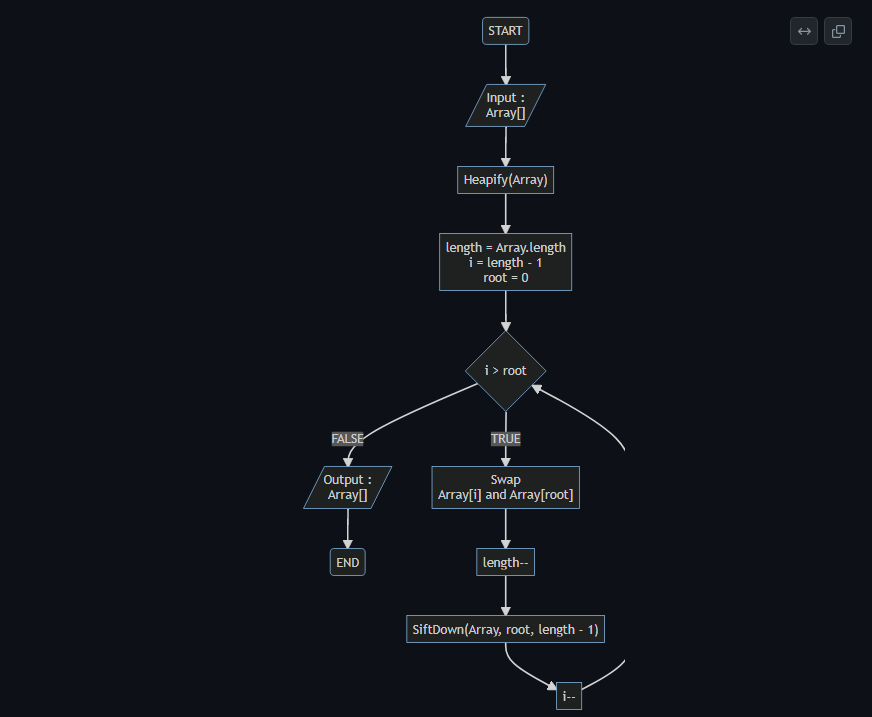 START
Input :
Array[]
Heapify(Array)
length = Array.length
i = length - 1
root = 0
i > root
FALSE
TRUE
Output :
Array[]
Swap
Array[i] and Array[root]
END
length--
SiftDown(Array, root, length - 1)
i--